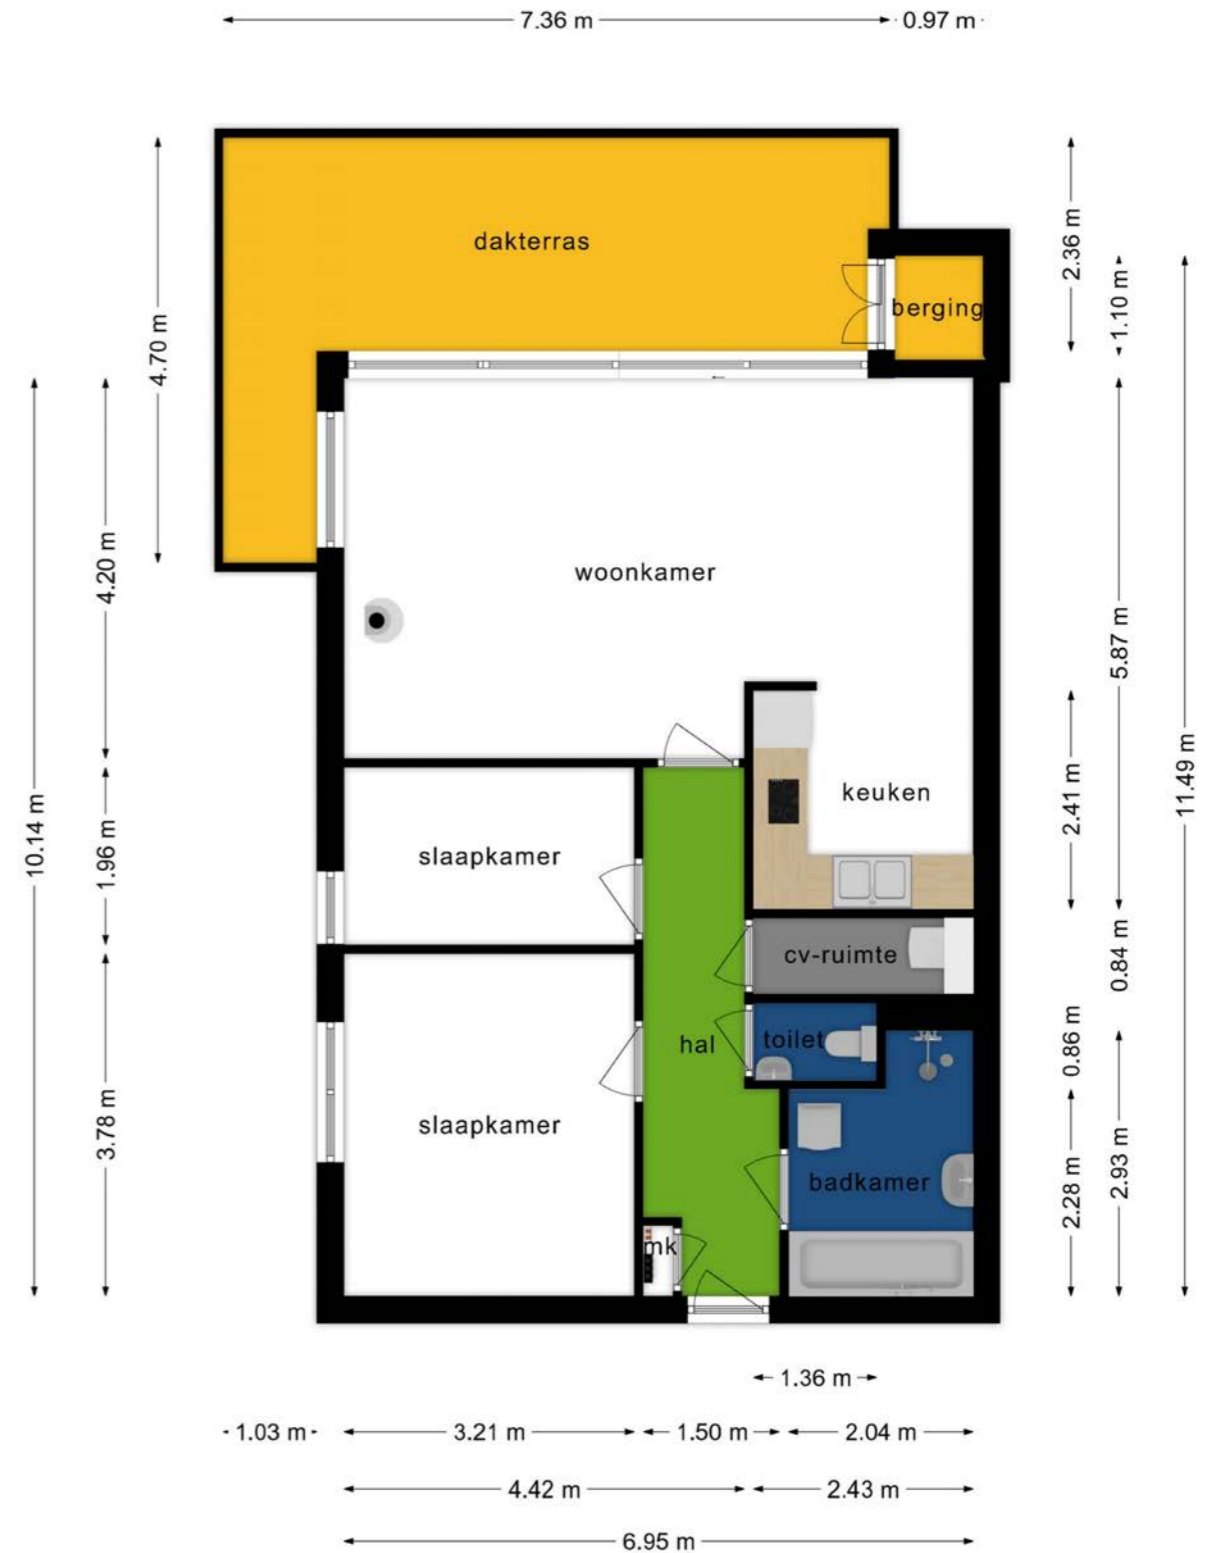 7.36 m
0.97 m
dakterras
2.36 m
berging
1.10 m
4.70 m
4.20 m
woonkamer
5.87 m
11.49 m
keuken
2.41 m
10.14 m
1.96 m
slaapkamer
cv-ruimte
0.84 m
toilet
hal
0.86 m
slaapkamer
3.78 m
badkamer
2.28 m
2.93 m
mk
1.36 m
1.03 m
3.21 m
1.50 m
2.04 m
4.42 m
2.43 m
6.95 m